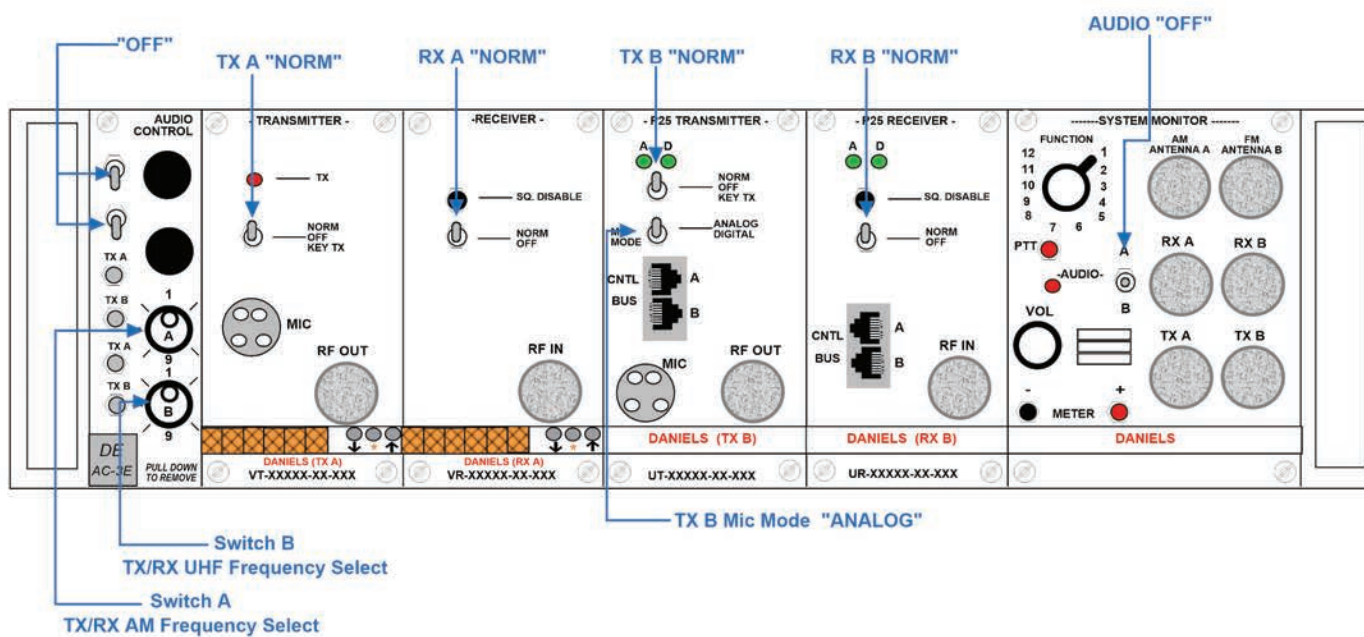 "OFF"
TX A "NORM"
RX A "NORM"
TX B "NORM"
RX B "NORM"
AUDIO "OFF"
AUDIO
CONTROL
TX A
TX B
TX A
TX B
1
A
9
1
B
9
DE
AC-3E
PULL DOWN
TO REMOVE
- TRANSMITTER -
TX
NORM
OFF
KEY TX
MIC
RF OUT
DANIELS (TX A)
VT-XXXXX-XX-XXX
-RECEIVER -
SQ. DISABLE
NORM
OFF
RF IN
DANIELS (RX A)
VR-XXXXX-XX-XXX
- P25 TRANSMITTER -
A D
NORM
OFF
KEY TX
ANALOG
DIGITAL
MODE
CNTL
BUS
A
B
MIC
RF OUT
DANIELS (TX B)
UT-XXXXX-XX-XXX
- P25 RECEIVER -
A D
SQ. DISABLE
NORM
OFF
CNTL
BUS
A
B
RF IN
DANIELS (RX B)
UR-XXXXX-XX-XXX
-------SYSTEM MONITOR -------
FUNCTION
12
11
10
9
8
7
6
5
4
3
2
1
AM
ANTENNA A
FM
ANTENNA B
PTT
-AUDIO-
A
B
RX A
RX B
VOL
TX A
TX B
-
METER
+
DANIELS
TX B Mic Mode "ANALOG"
Switch B
TX/RX UHF Frequency Select
Switch A
TX/RX AM Frequency Select